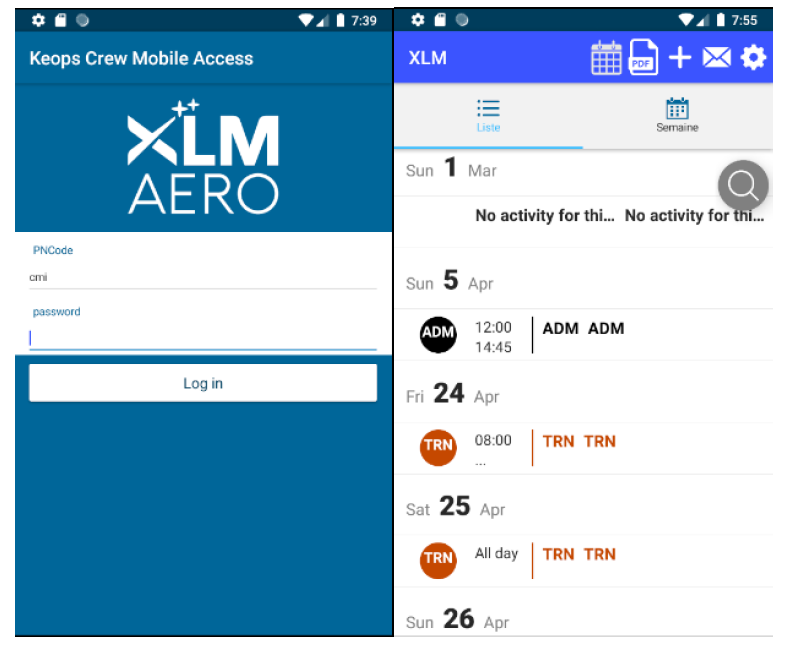 7:39
Keops Crew Mobile Access
XLM
AERO
PNCode
cmi
password
Log in
7:55
XLM
PDF
Liste
Semaine
Sun 1 Mar
No activity for thi... No activity for thi...
Sun 5 Apr
ADM 12:00 ADM ADM
14:45
Fri 24 Apr
TRN 08:00 TRN TRN
...
Sat 25 Apr
TRN All day TRN TRN
Sun 26 Apr